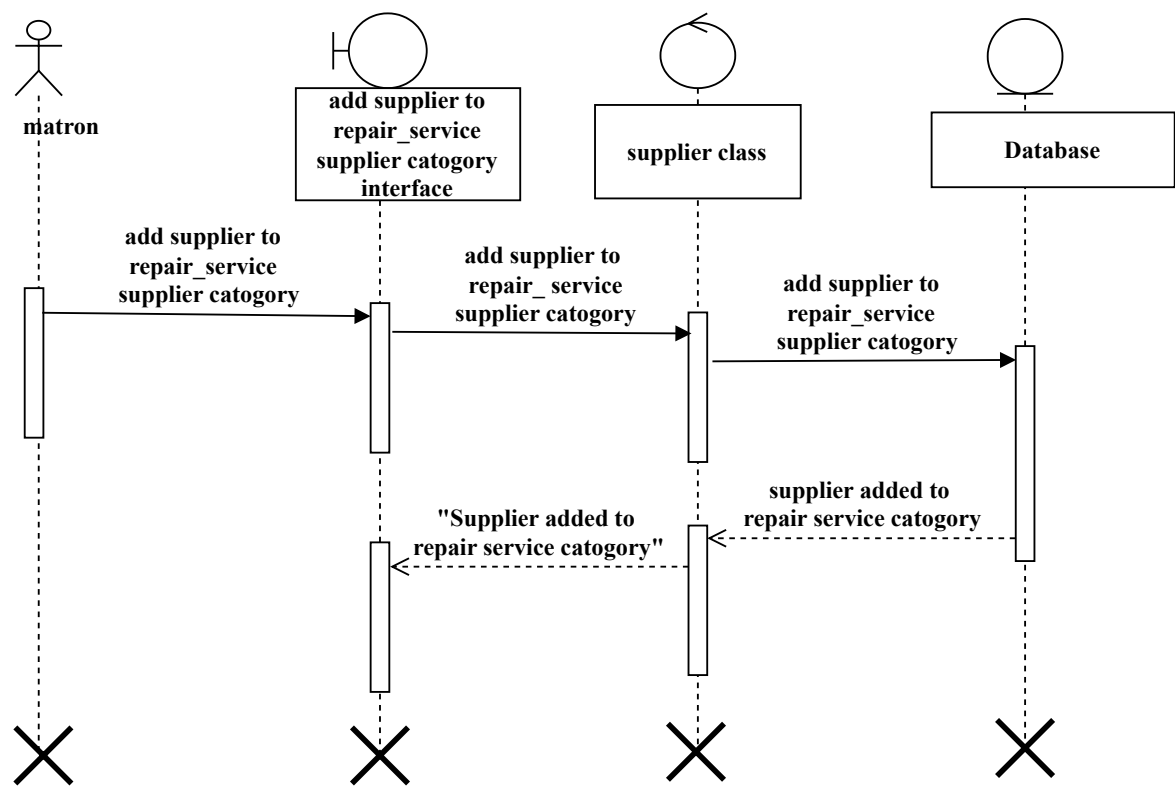 matron
add supplier to
repair_service
supplier catogory
interface
supplier class
Database
add supplier to
repair_service
supplier catogory
add supplier to
repair_ service
supplier catogory
add supplier to
repair_service
supplier catogory
supplier added to
repair service catogory
"Supplier added to
repair service catogory"